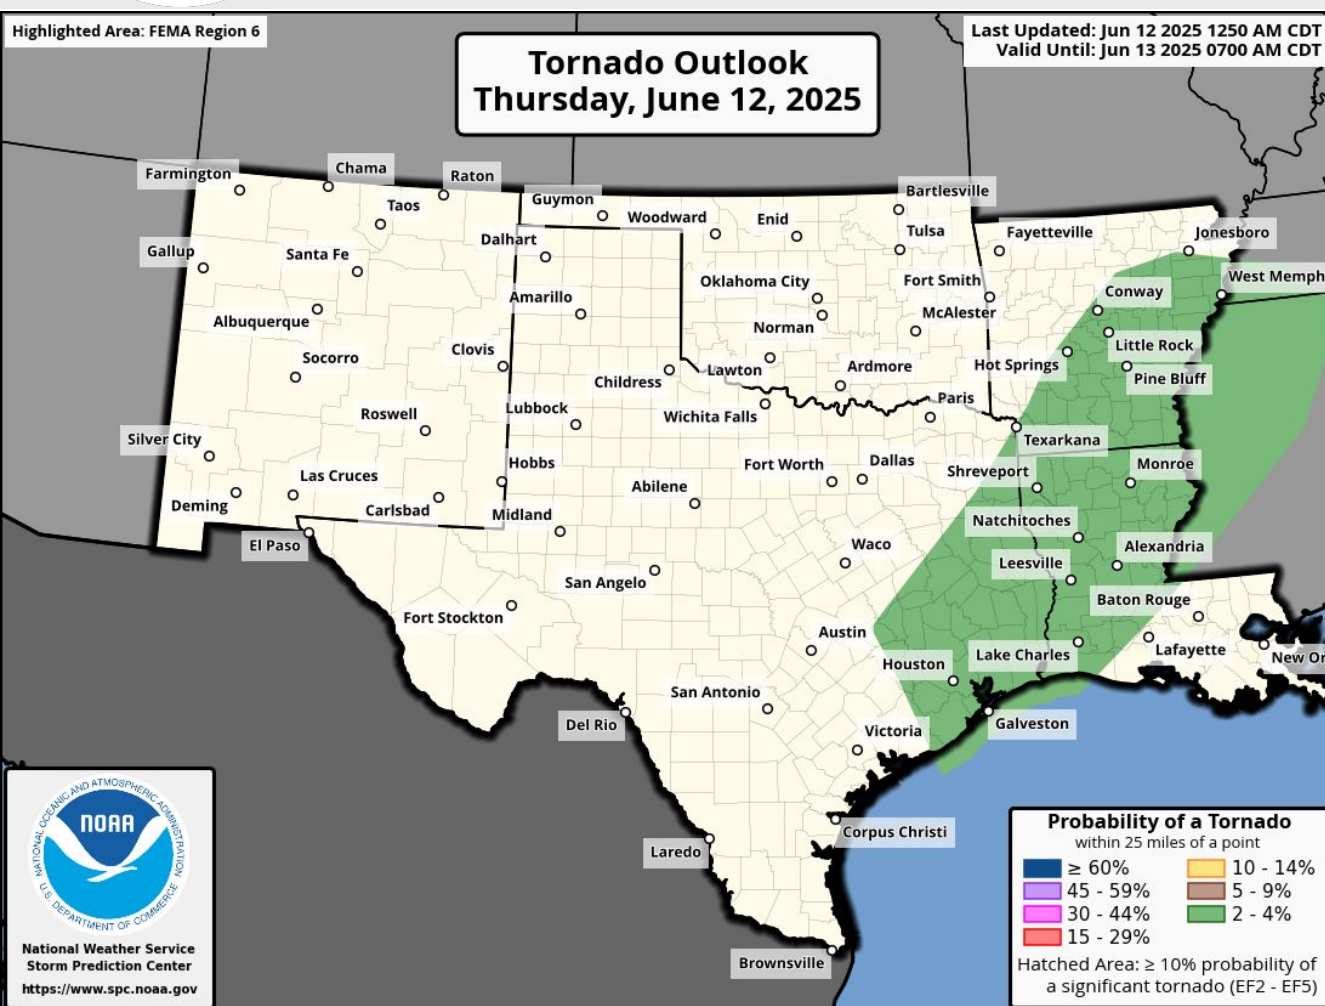 Highlighted Area: FEMA Region 6
Last Updated: Jun 12 2025 1250 AM CDT
Valid Until: Jun 13 2025 0700 AM CDT
Tornado Outlook
Thursday, June 12, 2025
Farmington
Chama
Raton
Taos
Guymon
Woodward
Enid
Bartlesville
Tulsa
Fayetteville
Jonesboro
Gallup
Santa Fe
Dalhart
Oklahoma City
Fort Smith
Conway
West Memph
Albuquerque
Amarillo
Norman
McAlester
Little Rock
Socorro
Clovis
Childress
Lawton
Ardmore
Hot Springs
Pine Bluff
Roswell
Lubbock
Wichita Falls
Paris
Texarkana
Silver City
Las Cruces
Hobbs
Fort Worth
Dallas
Shreveport
Monroe
Deming
Carlsbad
Midland
Abilene
Natchitoches
El Paso
San Angelo
Waco
Leesville
Alexandria
Fort Stockton
Austin
Baton Rouge
Houston
Lake Charles
Lafayette
New Or
San Antonio
Del Rio
Victoria
Galveston
Corpus Christi
Laredo
Brownsville
NATIONAL OCEANIC AND ATMOSPHERIC ADMINISTRATION
NOAA
U.S. DEPARTMENT OF COMMERCE
National Weather Service
Storm Prediction Center
https://www.spc.noaa.gov
Probability of a Tornado
within 25 miles of a point
≥ 60%
45 - 59%
30 - 44%
15 - 29%
10 - 14%
5 - 9%
2 - 4%
Hatched Area: ≥ 10% probability of
a significant tornado (EF2 - EF5)